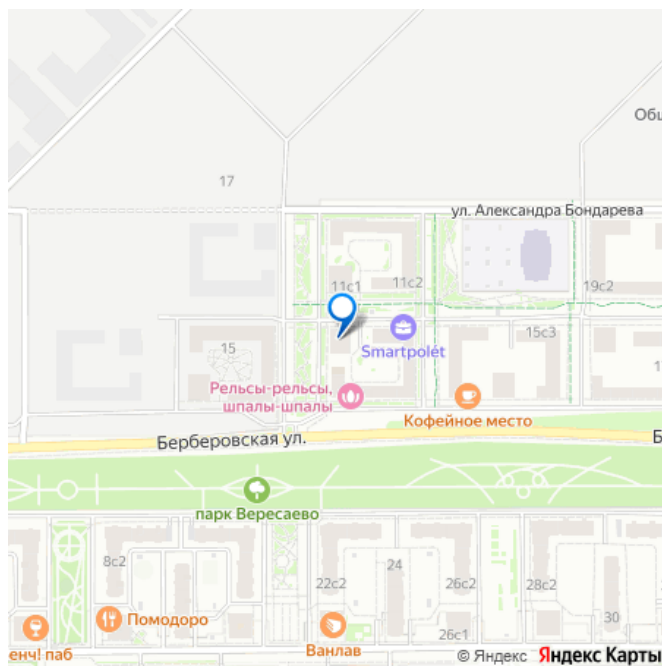 Общ
17
ул. Александра Бондарева
11с1
11с2
19с2
15
Smartpolét
15с3
1
Рельсы-рельсы,
шпалы-шпалы
Кофейное место
Берберовская ул.
Б
парк Вересаево
8с2
22с2
24
26с2
28с2
Помодоро
30
енч! паб
Ванлав
26с1
© Яндекс Яндекс Карты